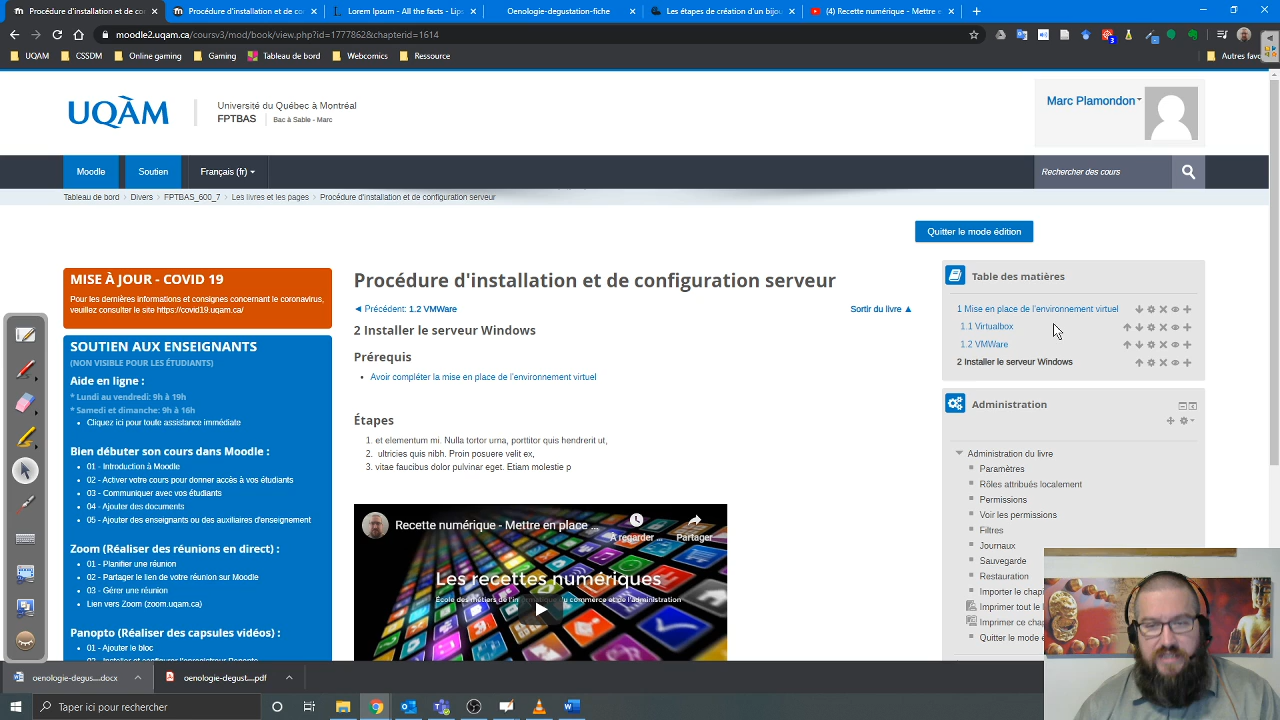 Procédure d'installation et de co
Procédure d'installation et de co
Lorem Ipsum - All the facts - Lips
Oenologie-degustation-fiche
Les étapes de création d'un bijou
(4) Recette numérique - Mettre e
moodle2.uqam.ca/coursv3/mod/book/view.php?id=1777862&chapterid=1614
UQAM
CSSDM
Online gaming
Gaming
Tableau de bord
Webcomics
Ressource
Autres favo
UQÀM
Université du Québec à Montréal
FPTBAS
Bac à Sable - Marc
Marc Plamondon
Moodle
Soutien
Français (fr)
Rechercher des cours
Tableau de bord
Divers
FPTBAS_600_7
Les livres et les pages
Procédure d'installation et de configuration serveur
Quitter le mode édition
MISE À JOUR - COVID 19
Pour les dernières informations et consignes concernant le coronavirus,
veuillez consulter le site https://covid19.uqam.ca/
SOUTIEN AUX ENSEIGNANTS
(NON VISIBLE POUR LES ÉTUDIANTS)
Aide en ligne :
* Lundi au vendredi: 9h à 19h
* Samedi et dimanche: 9h à 16h
Cliquez ici pour toute assistance immédiate
Bien débuter son cours dans Moodle :
01 - Introduction à Moodle
02 - Activer votre cours pour donner accès à vos étudiants
03 - Communiquer avec vos étudiants
04 - Ajouter des documents
05 - Ajouter des enseignants ou des auxiliaires d'enseignement
Zoom (Réaliser des réunions en direct) :
01 - Planifier une réunion
02 - Partager le lien de votre réunion sur Moodle
03 - Gérer une réunion
Lien vers Zoom (zoom.uqam.ca)
Panopto (Réaliser des capsules vidéos) :
01 - Ajouter le bloc
Procédure d'installation et de configuration serveur
◄ Précédent: 1.2 VMWare
Sortir du livre ▲
2 Installer le serveur Windows
Prérequis
Avoir compléter la mise en place de l'environnement virtuel
Étapes
1. et elementum mi. Nulla tortor urna, porttitor quis hendrerit ut,
2. ultricies quis nibh. Proin posuere velit ex,
3. vitae faucibus dolor pulvinar eget. Etiam molestie p
Recette numérique - Mettre en place ...
À regarder ...
Partager
Les recettes numériques
Table des matières
1 Mise en place de l'environnement virtuel
1.1 Virtualbox
1.2 VMWare
2 Installer le serveur Windows
Administration
Administration du livre
Paramètres
Rôles attribués localement
Permissions
Voir les permissions
Filtres
Journaux
Sauvegarde
Restauration
Importer le chapi
Imprimer tout le l
Imprimer ce cha
Quitter le mode é
oenologie-degus....docx
oenologie-degust....pdf
Taper ici pour rechercher